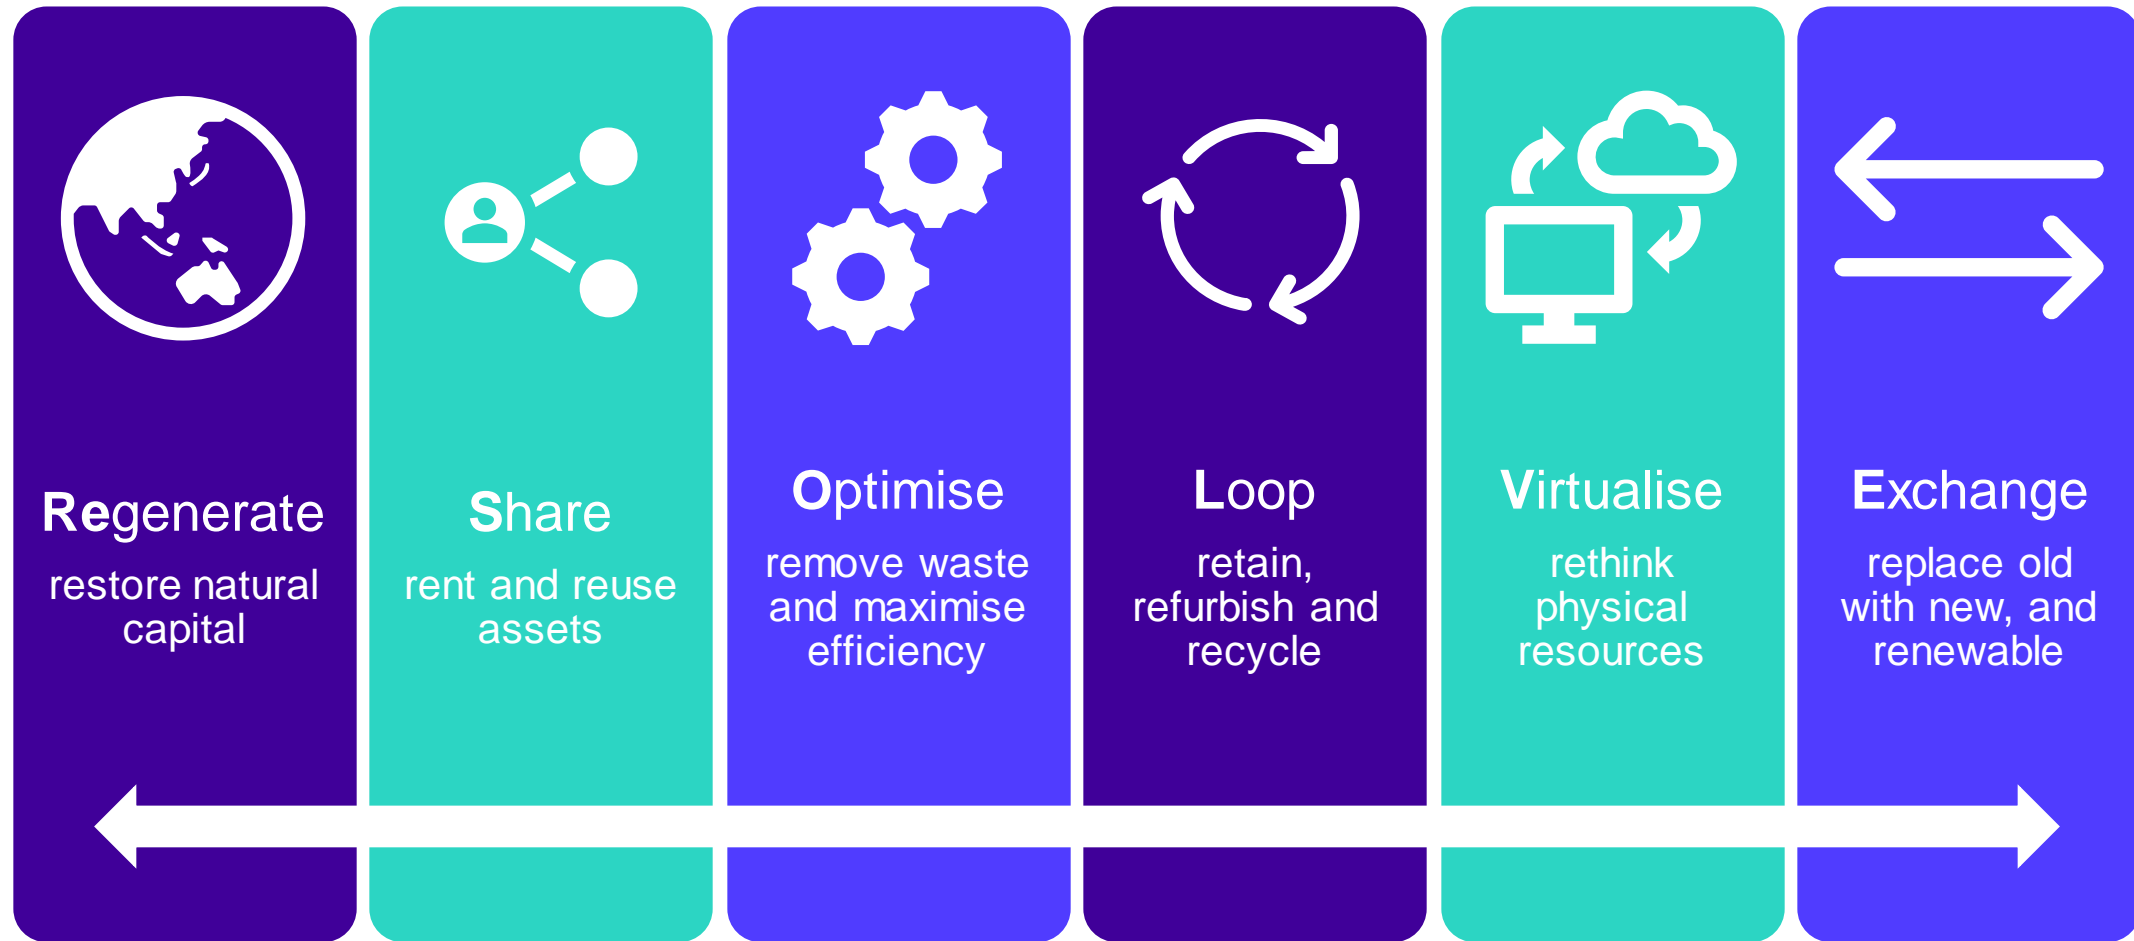 Regenerate
restore natural
capital
Share
rent and reuse
assets
Optimise
remove waste
and maximise
efficiency
Loop
retain,
refurbish and
recycle
Virtualise
rethink
physical
resources
Exchange
replace old
with new, and
renewable